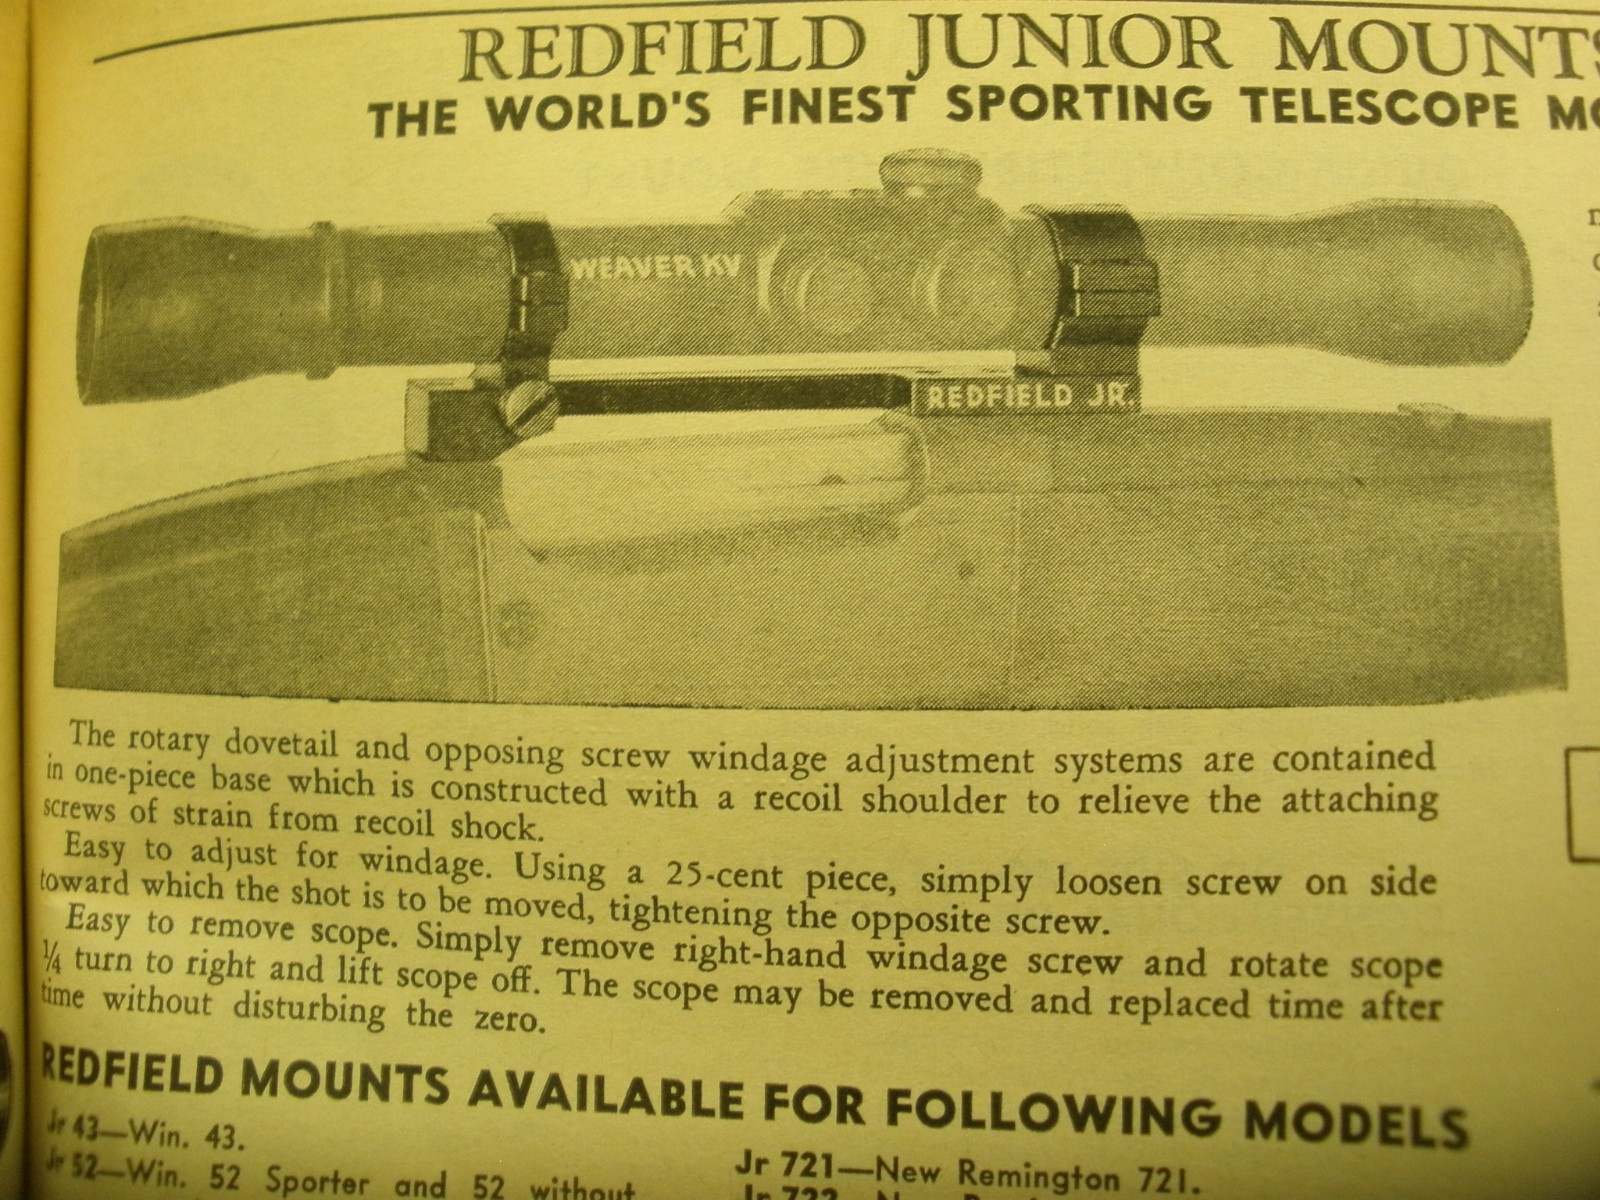 REDFIELD JUNIOR MOUNTS
THE WORLD'S FINEST SPORTING TELESCOPE
WEAVER KV
REDFIELD JR.
The rotary dovetail and opposing screw windage adjustment systems are contained
in one-piece base which is constructed with a recoil shoulder to relieve the attaching
screws of strain from recoil shock.
Easy to adjust for windage. Using a 25-cent piece, simply loosen screw on side
toward which the shot is to be moved, tightening the opposite screw.
Easy to remove scope. Simply remove right-hand windage screw and rotate scope
¼ turn to right and lift scope off. The scope may be removed and replaced time after
time without disturbing the zero.
REDFIELD MOUNTS AVAILABLE FOR FOLLOWING MODELS
Jr 43—Win. 43.
Jr 52—Win. 52 Sporter and 52 without
Jr 721—New Remington 721.